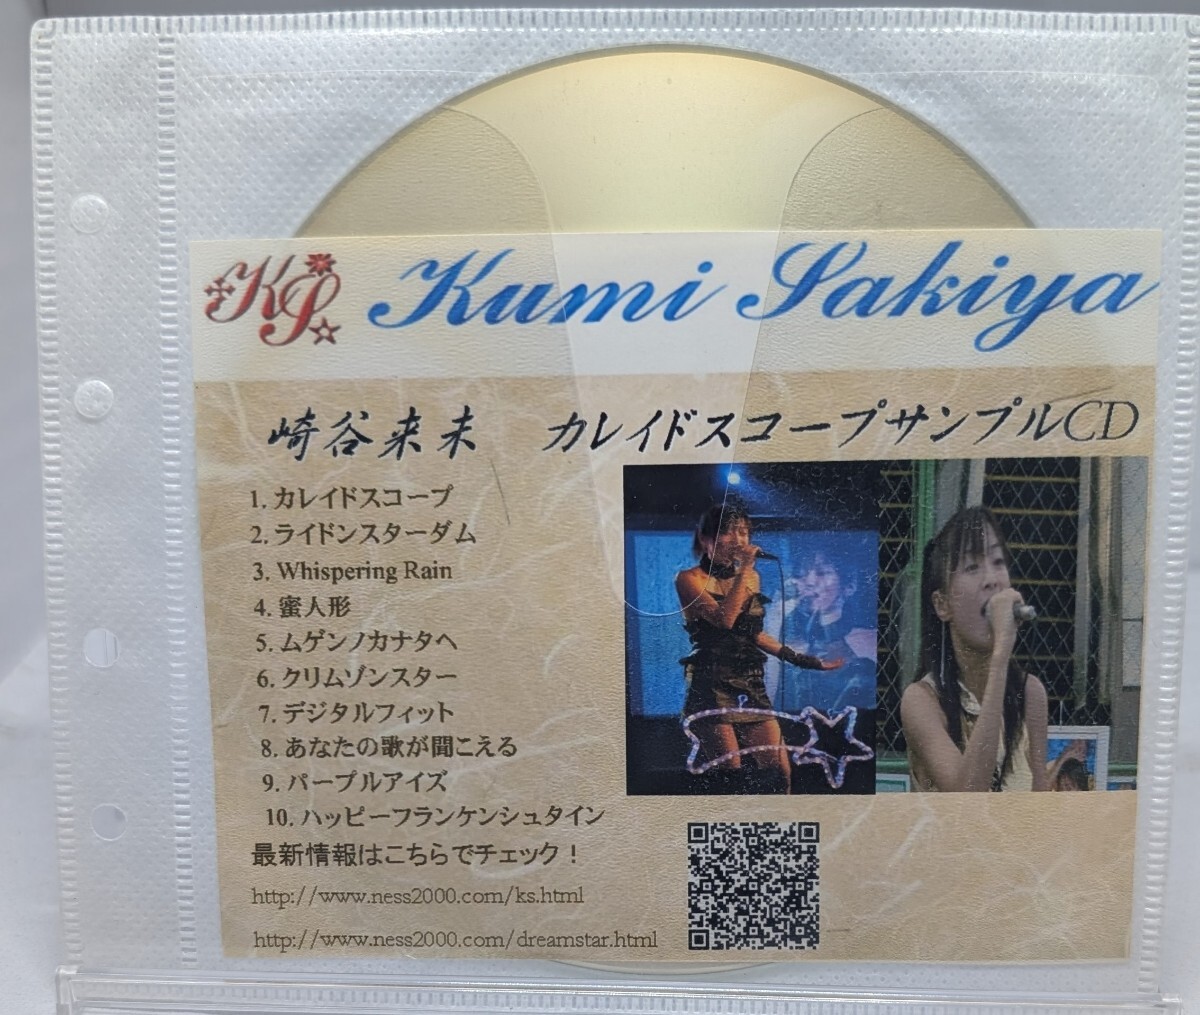 KS Kumi Sakiya
崎谷来未 カレイドスコープサンプルCD
1. カレイドスコープ
2. ライドンスターダム
3. Whispering Rain
4. 蜜人形
5. ムゲンノカナタヘ
6. クリムゾンスター
7. デジタルフィット
8. あなたの歌が聞こえる
9. パープルアイズ
10. ハッピーフランケンシュタイン
最新情報はこちらでチェック！
http://www.ness2000.com/ks.html
http://www.ness2000.com/dreamstar.html